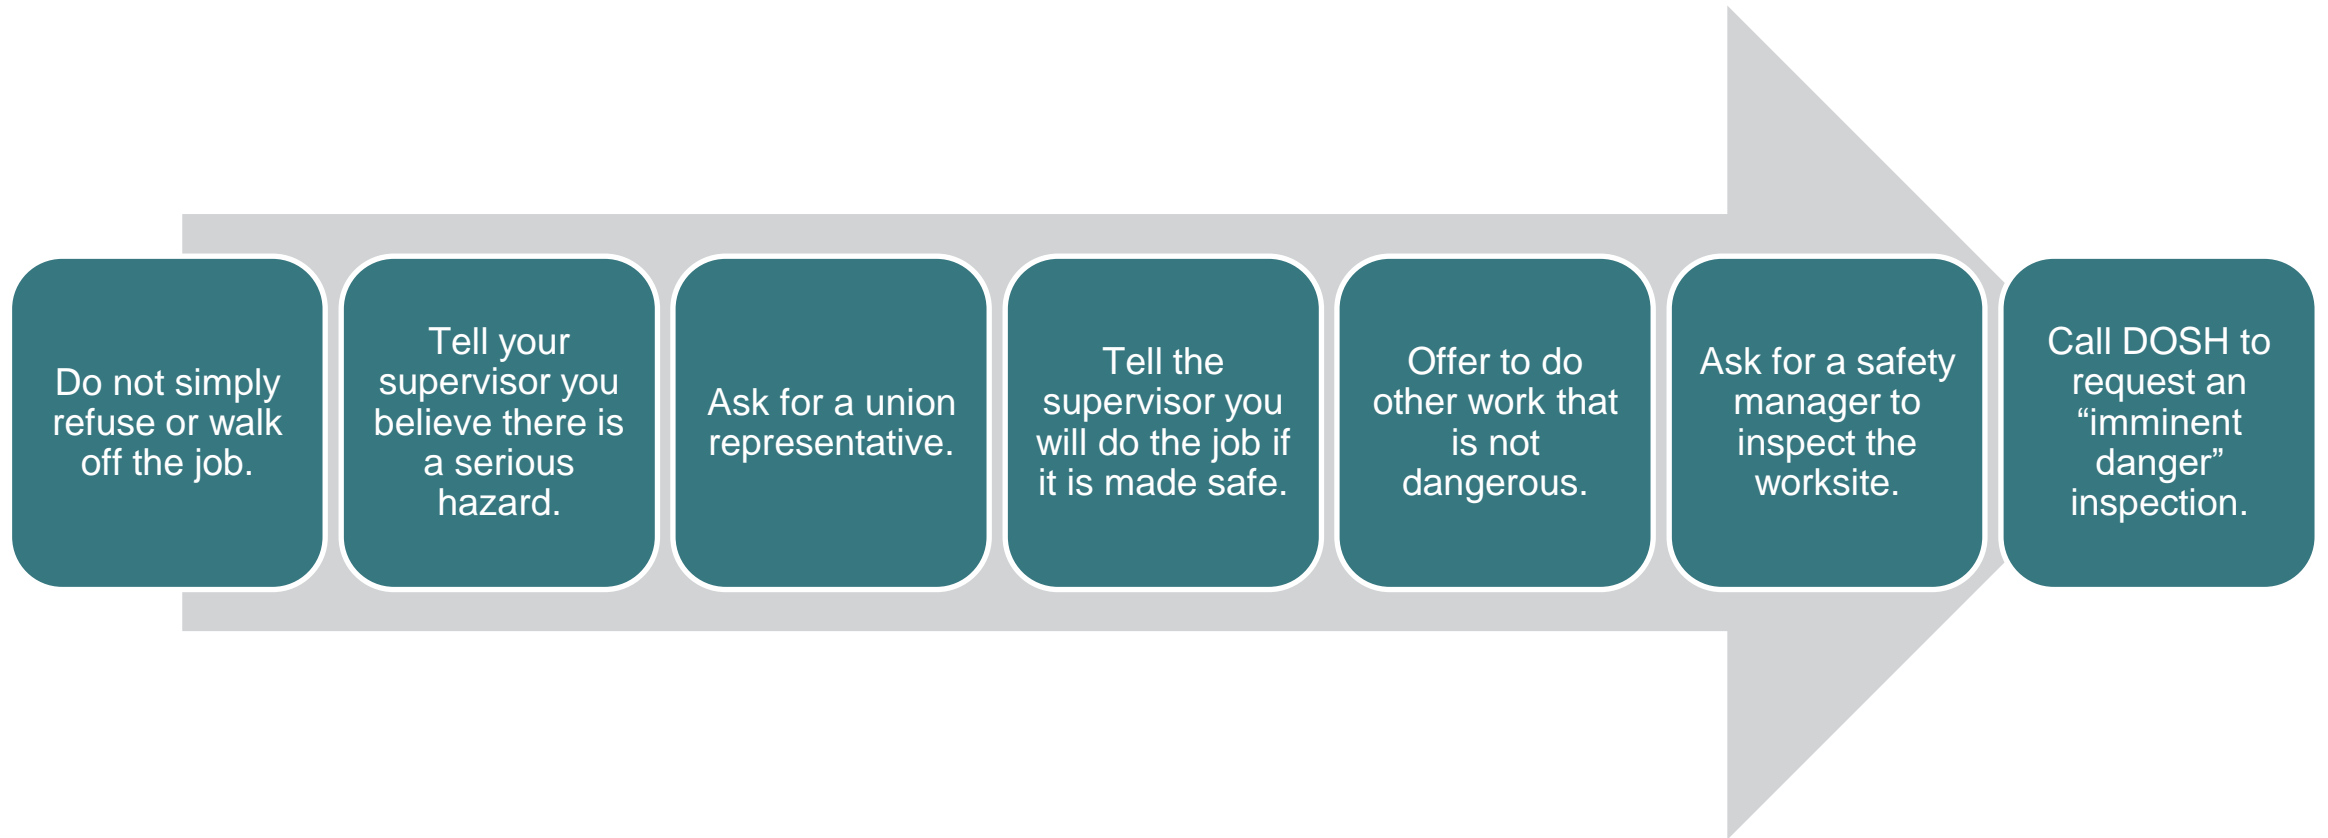 Do not simply
refuse or walk
off the job.
Tell your
supervisor you
believe there is
a serious
hazard.
Ask for a union
representative.
Tell the
supervisor you
will do the job if
it is made safe.
Offer to do
other work that
is not
dangerous.
Ask for a safety
manager to
inspect the
worksite.
Call DOSH to
request an
“imminent
danger”
inspection.